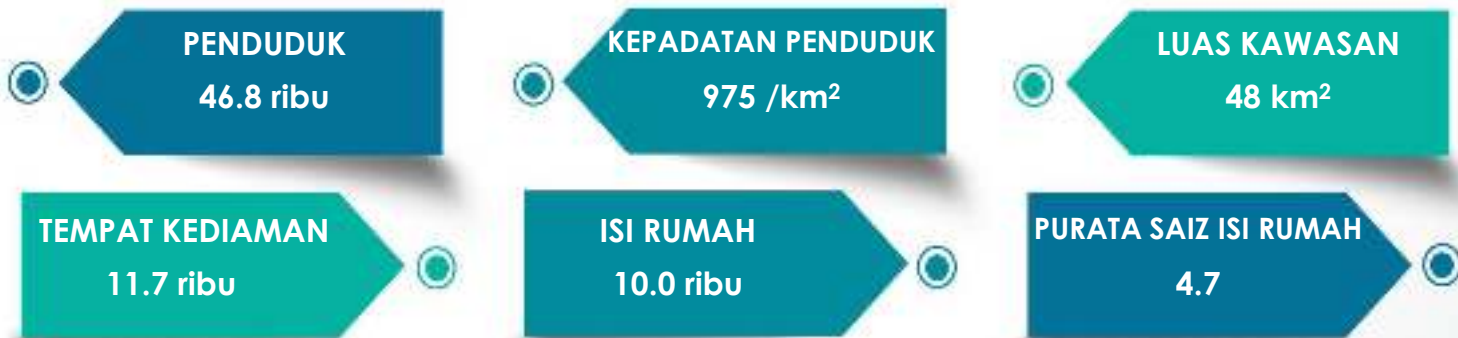 PENDUDUK
46.8 ribu
KEPADATAN PENDUDUK
975 /km²
LUAS KAWASAN
48 km²
TEMPAT KEDIAMAN
11.7 ribu
ISI RUMAH
10.0 ribu
PURATA SAIZ ISI RUMAH
4.7